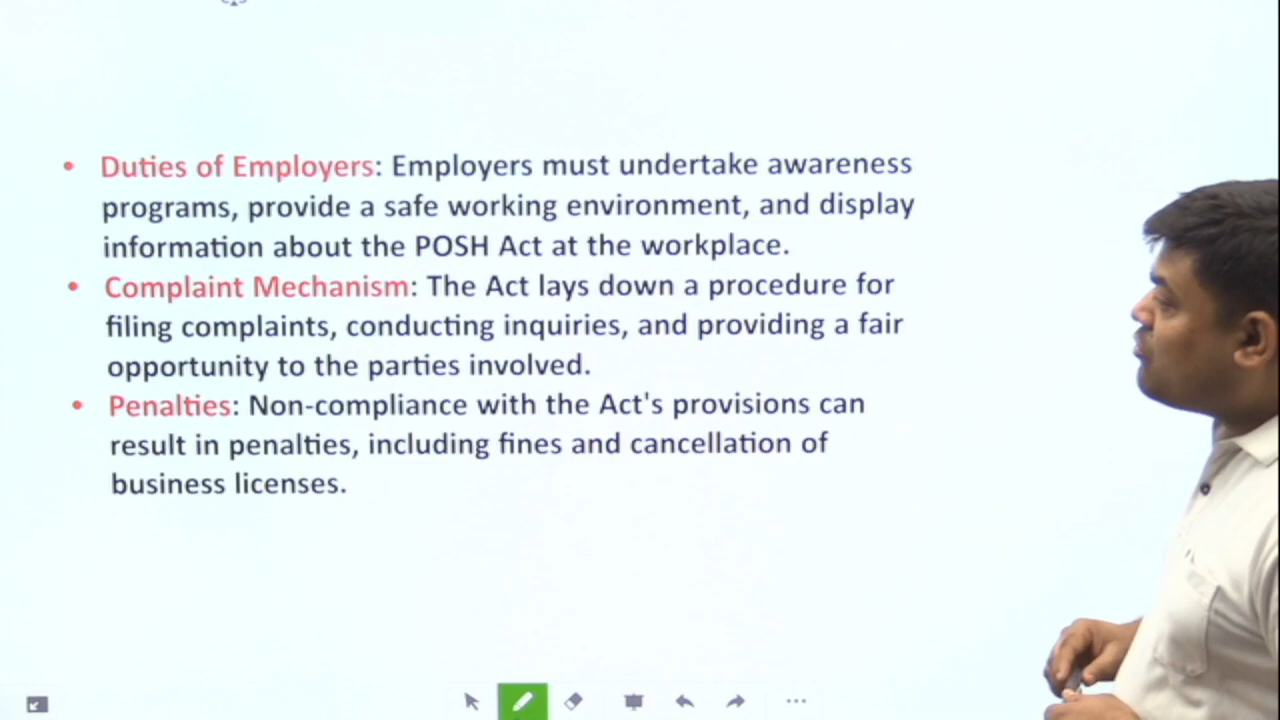 • Duties of Employers: Employers must undertake awareness
programs, provide a safe working environment, and display
information about the POSH Act at the workplace.
• Complaint Mechanism: The Act lays down a procedure for
filing complaints, conducting inquiries, and providing a fair
opportunity to the parties involved.
• Penalties: Non-compliance with the Act's provisions can
result in penalties, including fines and cancellation of
business licenses.